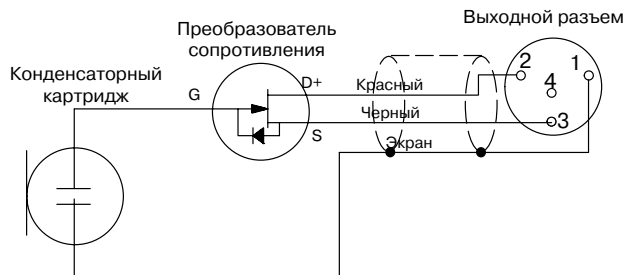 Преобразователь
сопротивления
Выходной разъем
Конденсаторный
картридж
G
D+
S
Красный
Черный
Экран
2
1
4
3